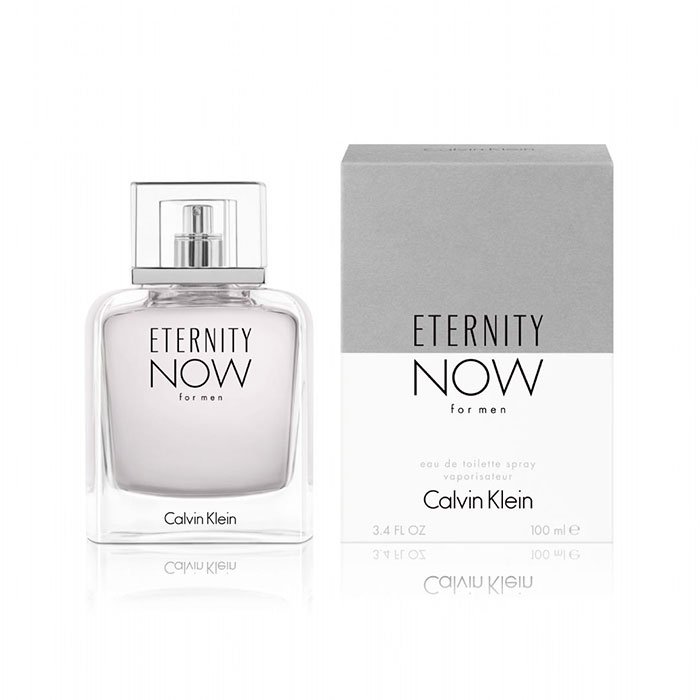 ETERNITY
NOW
for men
Calvin Klein
Calvin Klein
ETERNITY
NOW
for men
eau de toilette spray
vaporisateur
Calvin Klein
3.4 FL OZ 100 ml ℮